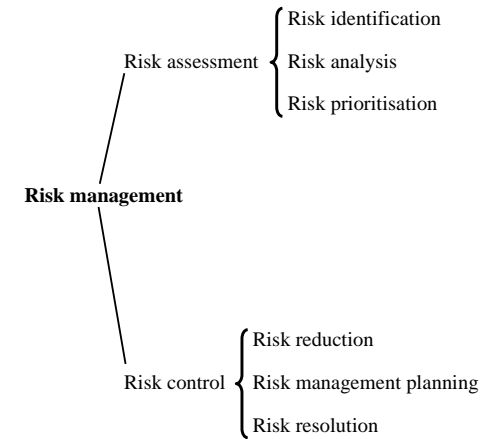 Risk identification
Risk assessment
Risk analysis
Risk prioritisation
Risk management
Risk reduction
Risk control
Risk management planning
Risk resolution